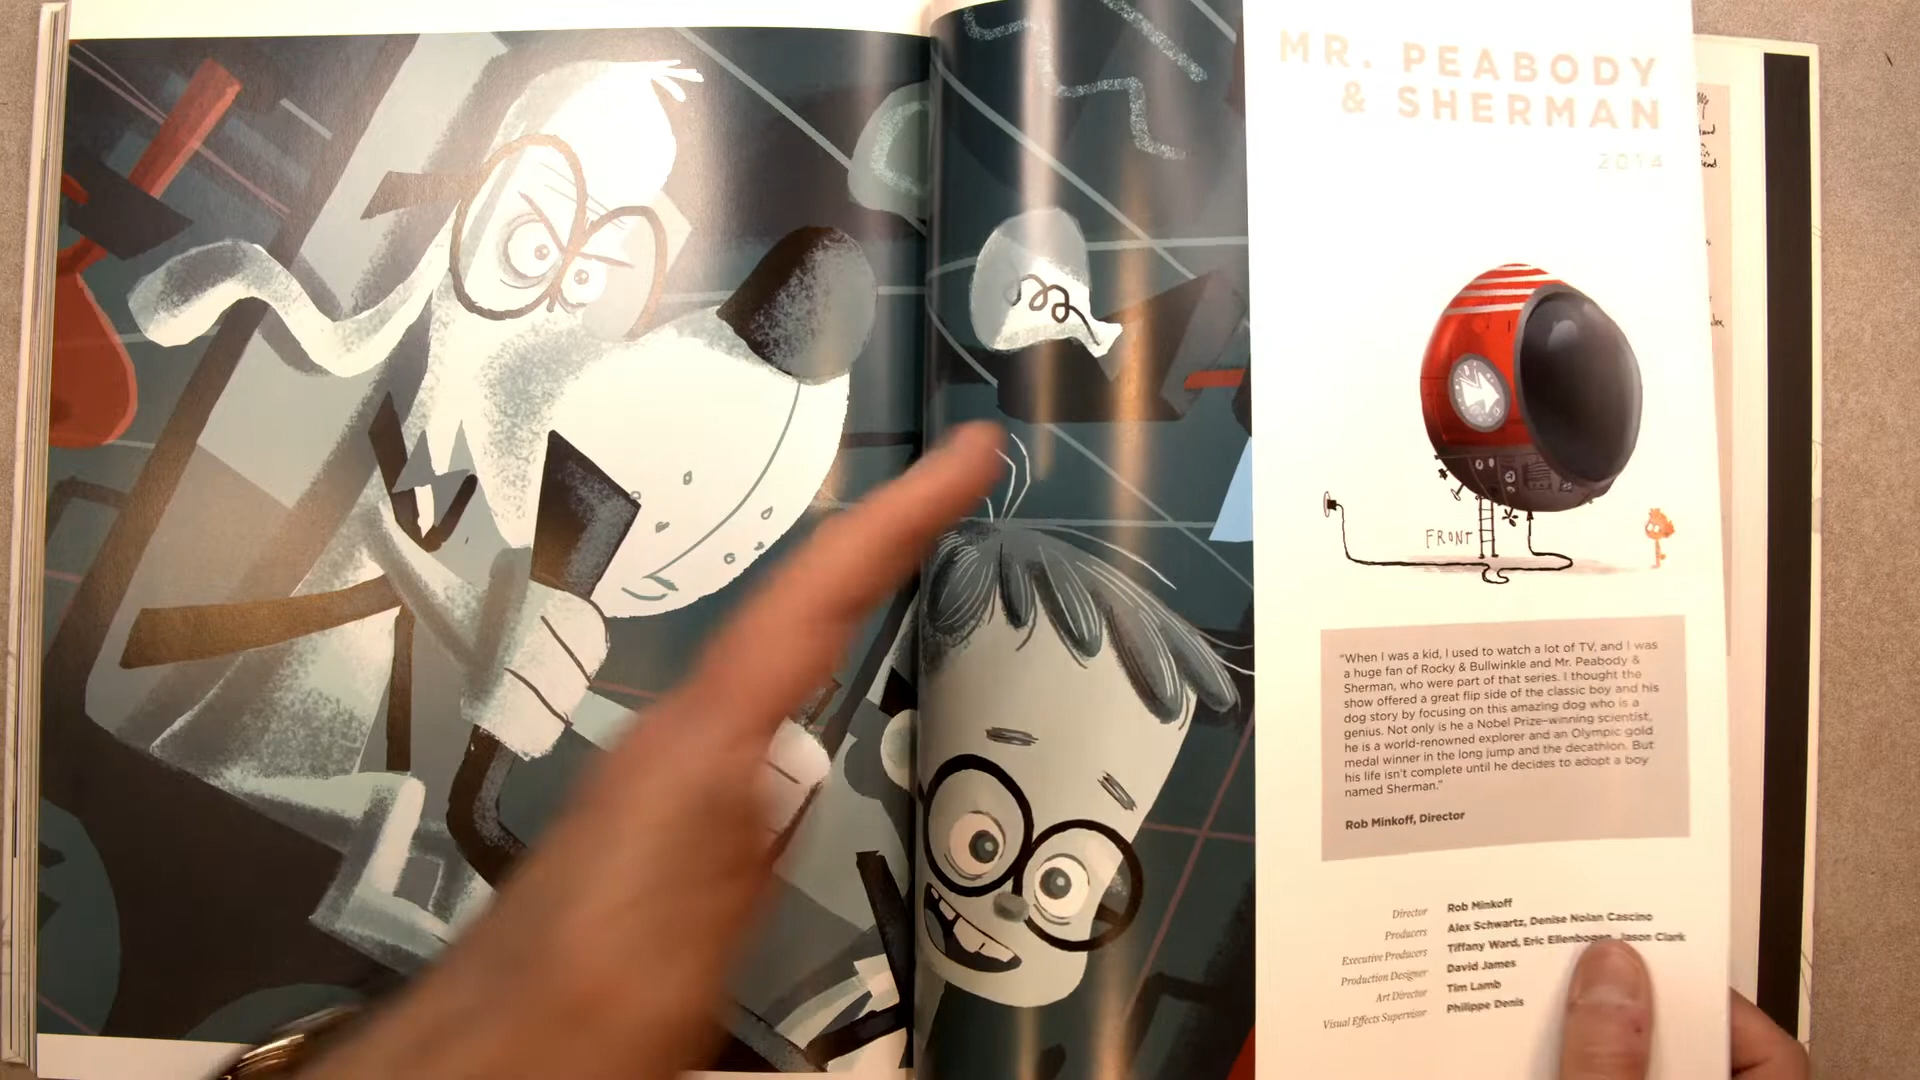 MR. PEABODY
& SHERMAN
2014
FRONT
“When I was a kid, I used to watch a lot of TV, and I was
a huge fan of Rocky & Bullwinkle and Mr. Peabody &
Sherman, who were part of that series. I thought the
show offered a great flip side of the classic boy and his
dog story by focusing on this amazing dog who is a
genius. Not only is he a Nobel Prize–winning scientist,
he is a world-renowned explorer and an Olympic gold
medal winner in the long jump and the decathlon. But
his life isn’t complete until he decides to adopt a boy
named Sherman.”
Rob Minkoff, Director
Director Rob Minkoff
Producers Alex Schwartz, Denise Nolan Cascino
Executive Producers Tiffany Ward, Eric Ellenbogen, Jason Clark
Production Designer David James
Art Director Tim Lamb
Visual Effects Supervisor Philippe Denis